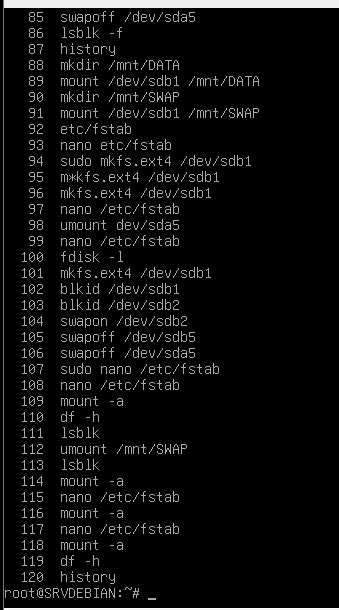 85 swapoff /dev/sda5
86 lsblk -f
87 history
88 mkdir /mnt/DATA
89 mount /dev/sdb1 /mnt/DATA
90 mkdir /mnt/SWAP
91 mount /dev/sdb1 /mnt/SWAP
92 etc/fstab
93 nano etc/fstab
94 sudo mkfs.ext4 /dev/sdb1
95 m*kfs.ext4 /dev/sdb1
96 mkfs.ext4 /dev/sdb1
97 nano /etc/fstab
98 umount dev/sda5
99 nano /etc/fstab
100 fdisk -l
101 mkfs.ext4 /dev/sdb1
102 blkid /dev/sdb1
103 blkid /dev/sdb2
104 swapon /dev/sdb2
105 swapoff /dev/sdb5
106 swapoff /dev/sda5
107 sudo nano /etc/fstab
108 nano /etc/fstab
109 mount -a
110 df -h
111 lsblk
112 umount /mnt/SWAP
113 lsblk
114 mount -a
115 nano /etc/fstab
116 mount -a
117 nano /etc/fstab
118 mount -a
119 df -h
120 history
root@SRVDEBIAN:~# _